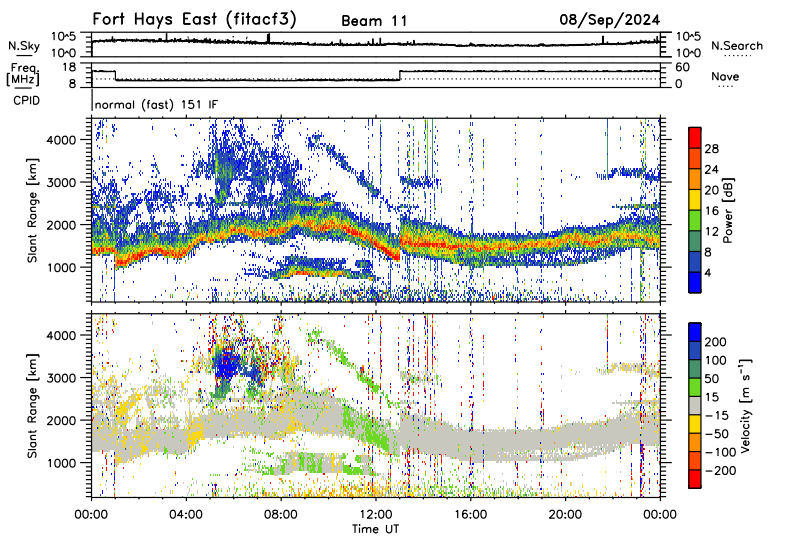 Fort Hays East (fitacf3) Beam 11 08/Sep/2024
N.Sky 10^5 10^0 10^5 10^0 N.Search
Freq. [MHz] 18 8 60 0 Nave
CPID normal (fast) 151 IF
Slant Range [km]
4000
3000
2000
1000
28
24
20
16
12
8
4
Power [dB]
Slant Range [km]
4000
3000
2000
1000
200
100
50
15
-15
-50
-100
-200
Velocity [m s⁻¹]
00:00 04:00 08:00 12:00 16:00 20:00 00:00
Time UT